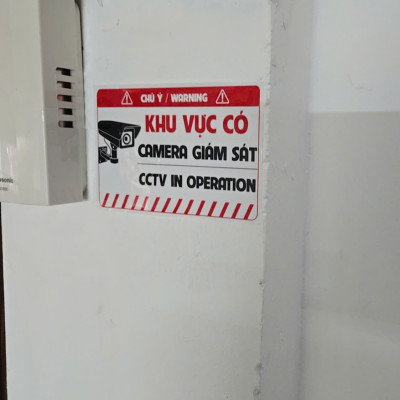 CHÚ Ý / WARNING
KHU VỰC CÓ
CAMERA GIÁM SÁT
CCTV IN OPERATION